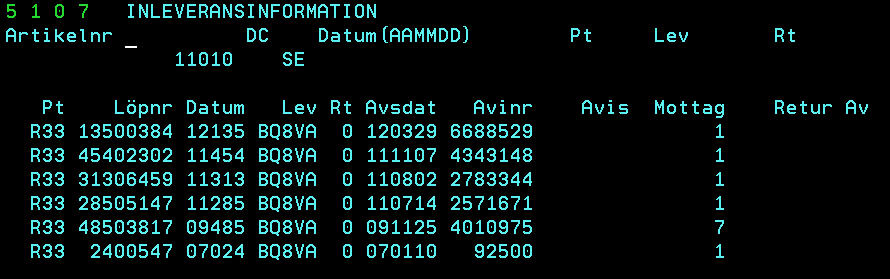 5 1 0 7 INLEVERANSINFORMATION
Artikelnr _ DC Datum(AAMMDD) Pt Lev Rt
11010 SE
Pt Löpnr Datum Lev Rt Avsdat Avinr Avis Mottag Retur Av
R33 13500384 12135 BQ8VA 0 120329 6688529 1
R33 45402302 11454 BQ8VA 0 111107 4343148 1
R33 31306459 11313 BQ8VA 0 110802 2783344 1
R33 28505147 11285 BQ8VA 0 110714 2571671 1
R33 48503817 09485 BQ8VA 0 091125 4010975 7
R33 2400547 07024 BQ8VA 0 070110 92500 1